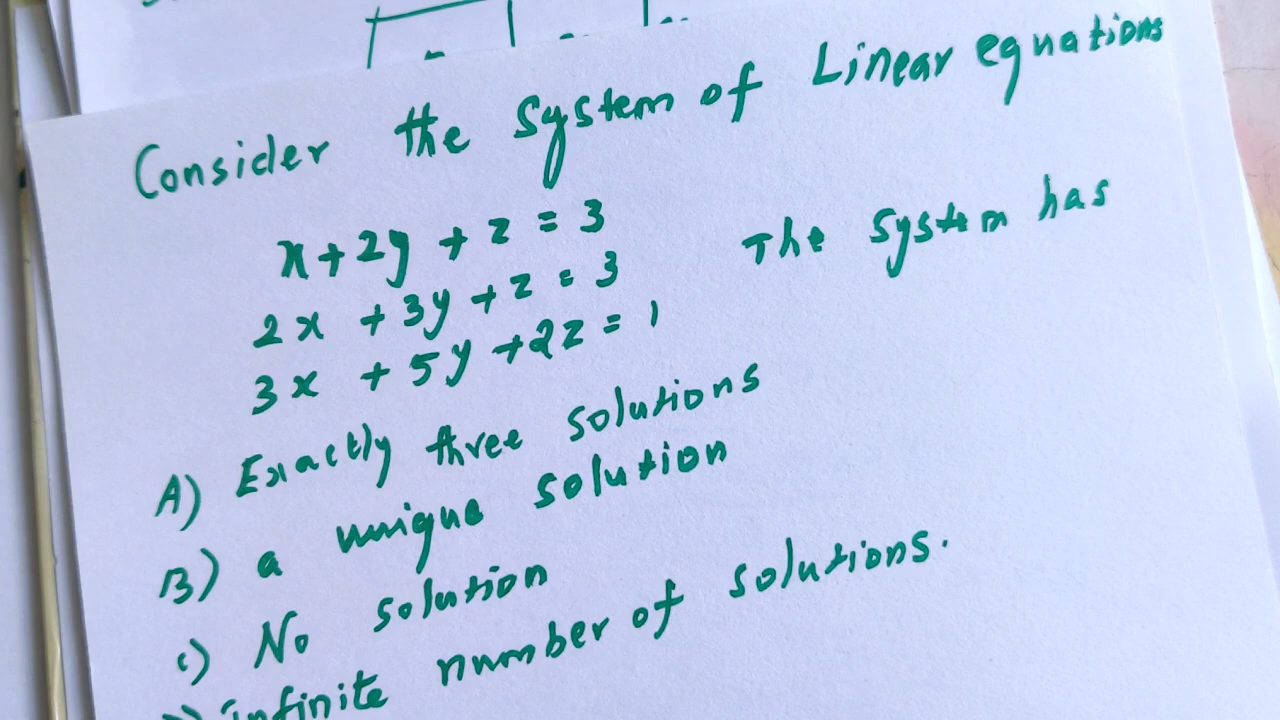 Consider the system of Linear equations
x + 2y + z = 3
2x + 3y + z = 3 The system has
3x + 5y + 2z = 1
A) Exactly three solutions
B) a unique solution
c) No solution
D) infinite number of solutions.